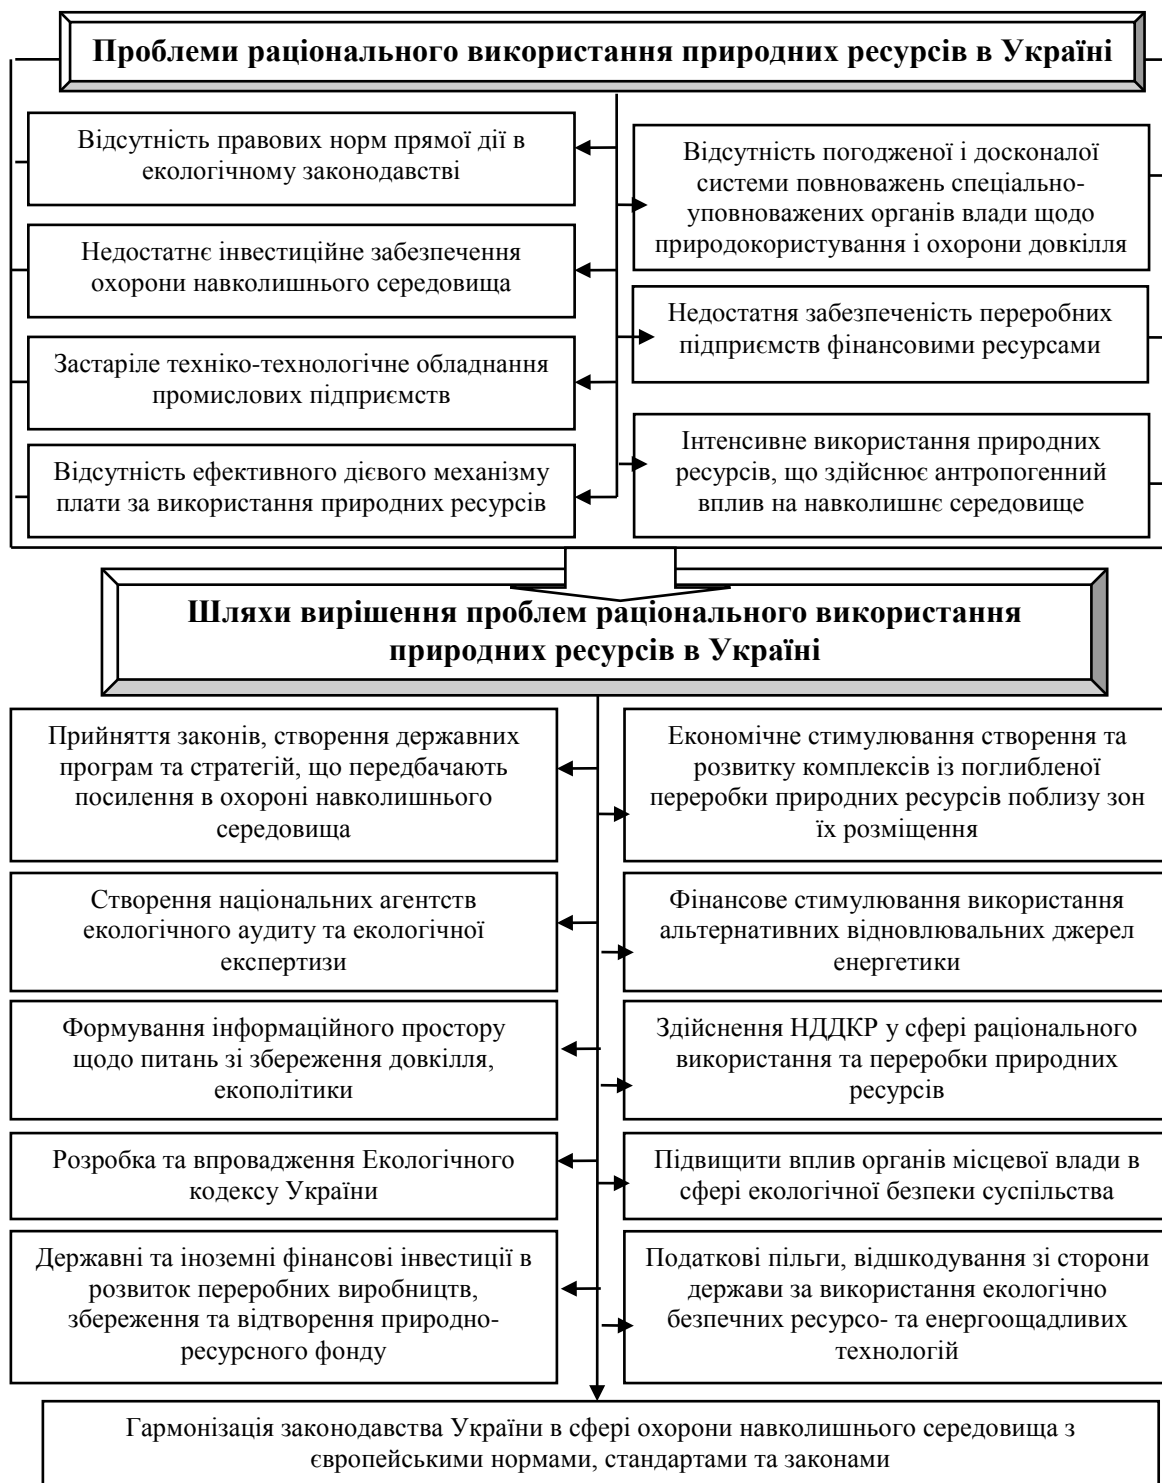 Проблеми раціонального використання природних ресурсів в Україні
Відсутність правових норм прямої дії в
екологічному законодавстві
Недостатнє інвестиційне забезпечення
охорони навколишнього середовища
Застаріле техніко-технологічне обладнання
промислових підприємств
Відсутність ефективного дієвого механізму
плати за використання природних ресурсів
Відсутність погодженої і досконалої
системи повноважень спеціально-
уповноважених органів влади щодо
природокористування і охорони довкілля
Недостатня забезпеченість переробних
підприємств фінансовими ресурсами
Інтенсивне використання природних
ресурсів, що здійснює антропогенний
вплив на навколишнє середовище
Шляхи вирішення проблем раціонального використання
природних ресурсів в Україні
Прийняття законів, створення державних
програм та стратегій, що передбачають
посилення в охороні навколишнього
середовища
Створення національних агентств
екологічного аудиту та екологічної
експертизи
Формування інформаційного простору
щодо питань зі збереження довкілля,
екополітики
Розробка та впровадження Екологічного
кодексу України
Державні та іноземні фінансові інвестиції в
розвиток переробних виробництв,
збереження та відтворення природно-
ресурсного фонду
Економічне стимулювання створення та
розвитку комплексів із поглибленої
переробки природних ресурсів поблизу зон
їх розміщення
Фінансове стимулювання використання
альтернативних відновлювальних джерел
енергетики
Здійснення НДДКР у сфері раціонального
використання та переробки природних
ресурсів
Підвищити вплив органів місцевої влади в
сфері екологічної безпеки суспільства
Податкові пільги, відшкодування зі сторони
держави за використання екологічно
безпечних ресурсо- та енергоощадливих
технологій
Гармонізація законодавства України в сфері охорони навколишнього середовища з
європейськими нормами, стандартами та законами